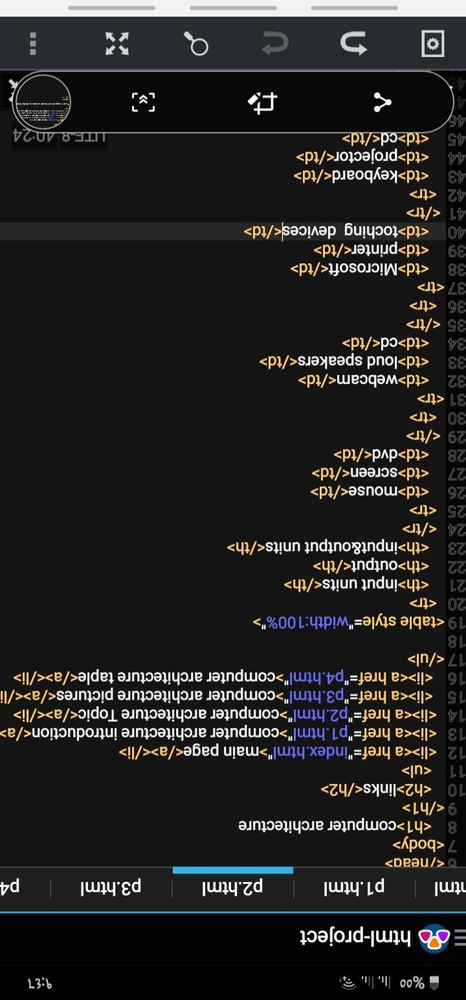 %٥٥
html-project
html p1.html p2.html p3.html p4
6 </head>
7 <body>
8 <h1>computer architecture
9 </h1>
10 <h2>links</h2>
11 <ul>
12 <li><a href="index.html">main page</a></li>
13 <li><a href="p1.html">computer architecture introduction</a>
14 <li><a href="p2.html">computer architecture Topic</a></li>
15 <li><a href="p3.html">computer architecture pictures</a></li
16 <li><a href="p4.html">computer architecture taple</a></li>
17 </ul>
18
19 <table style="width:100%">
20 <tr>
21 <th>input units</th>
22 <th>output</th>
23 <th>input&output units</th>
24 </tr>
25 <tr>
26 <td>mouse</td>
27 <td>screen</td>
28 <td>dvd</td>
29 </tr>
30 <tr>
31 <tr>
32 <td>webcam</td>
33 <td>loud speakers</td>
34 <td>cd</td>
35 </tr>
36 <tr>
37 <tr>
38 <td>Microsoft</td>
39 <td>printer</td>
40 <td>toching devices</td>
41 </tr>
42 <tr>
43 <td>keyboard</td>
44 <td>projector</td>
45 <td>cd</td>
46
UTF-8 40:24